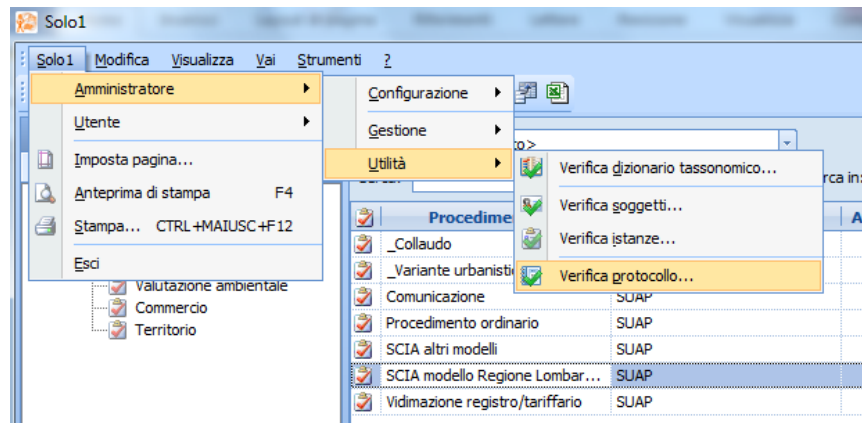 Solo1
Solo1 Modifica Visualizza Vai Strumenti ?
Amministratore
Utente
Imposta pagina...
Anteprima di stampa F4
Stampa... CTRL+MAIUSC+F12
Esci
Configurazione
Gestione
Utilità
Verifica dizionario tassonomico...
Verifica soggetti...
Verifica istanze...
Verifica protocollo...
Valutazione ambientale
Commercio
Territorio
_Collaudo
_Variante urbanisti
Comunicazione SUAP
Procedimento ordinario SUAP
SCIA altri modelli SUAP
SCIA modello Regione Lombar... SUAP
Vidimazione registro/tariffario SUAP